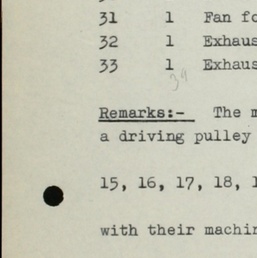 31 1 Fan fo
32 1 Exhaus
33 1 Exhaus
34
Remarks:- The m
a driving pulley
15, 16, 17, 18, 1
with their machin